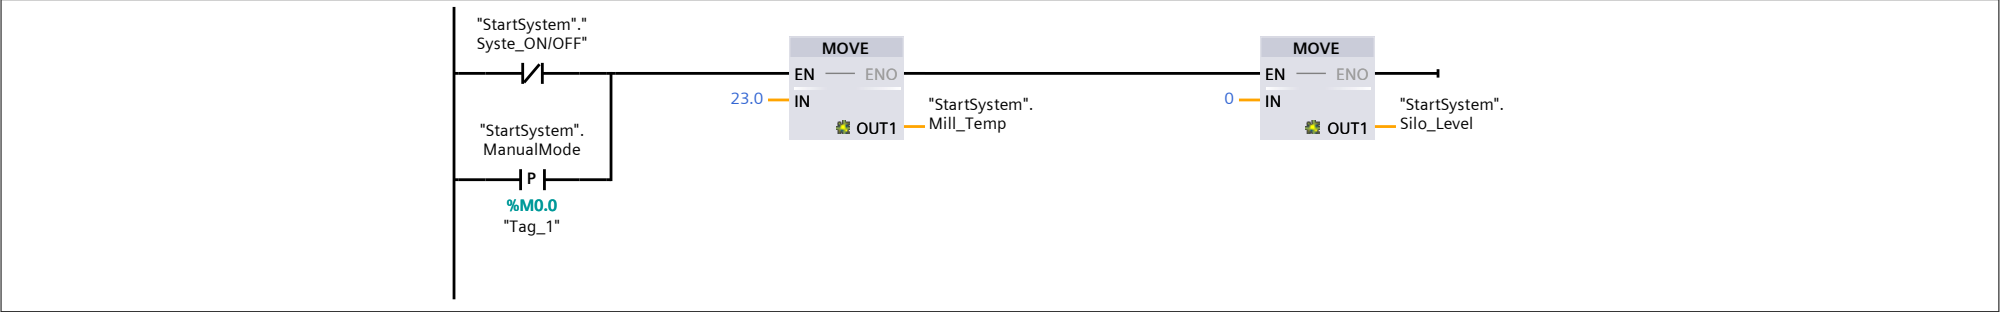 "StartSystem"."
Syste_ON/OFF"
MOVE
EN
ENO
23.0
IN
OUT1
"StartSystem".
Mill_Temp
MOVE
EN
ENO
0
IN
OUT1
"StartSystem".
Silo_Level
"StartSystem".
ManualMode
P
%M0.0
"Tag_1"